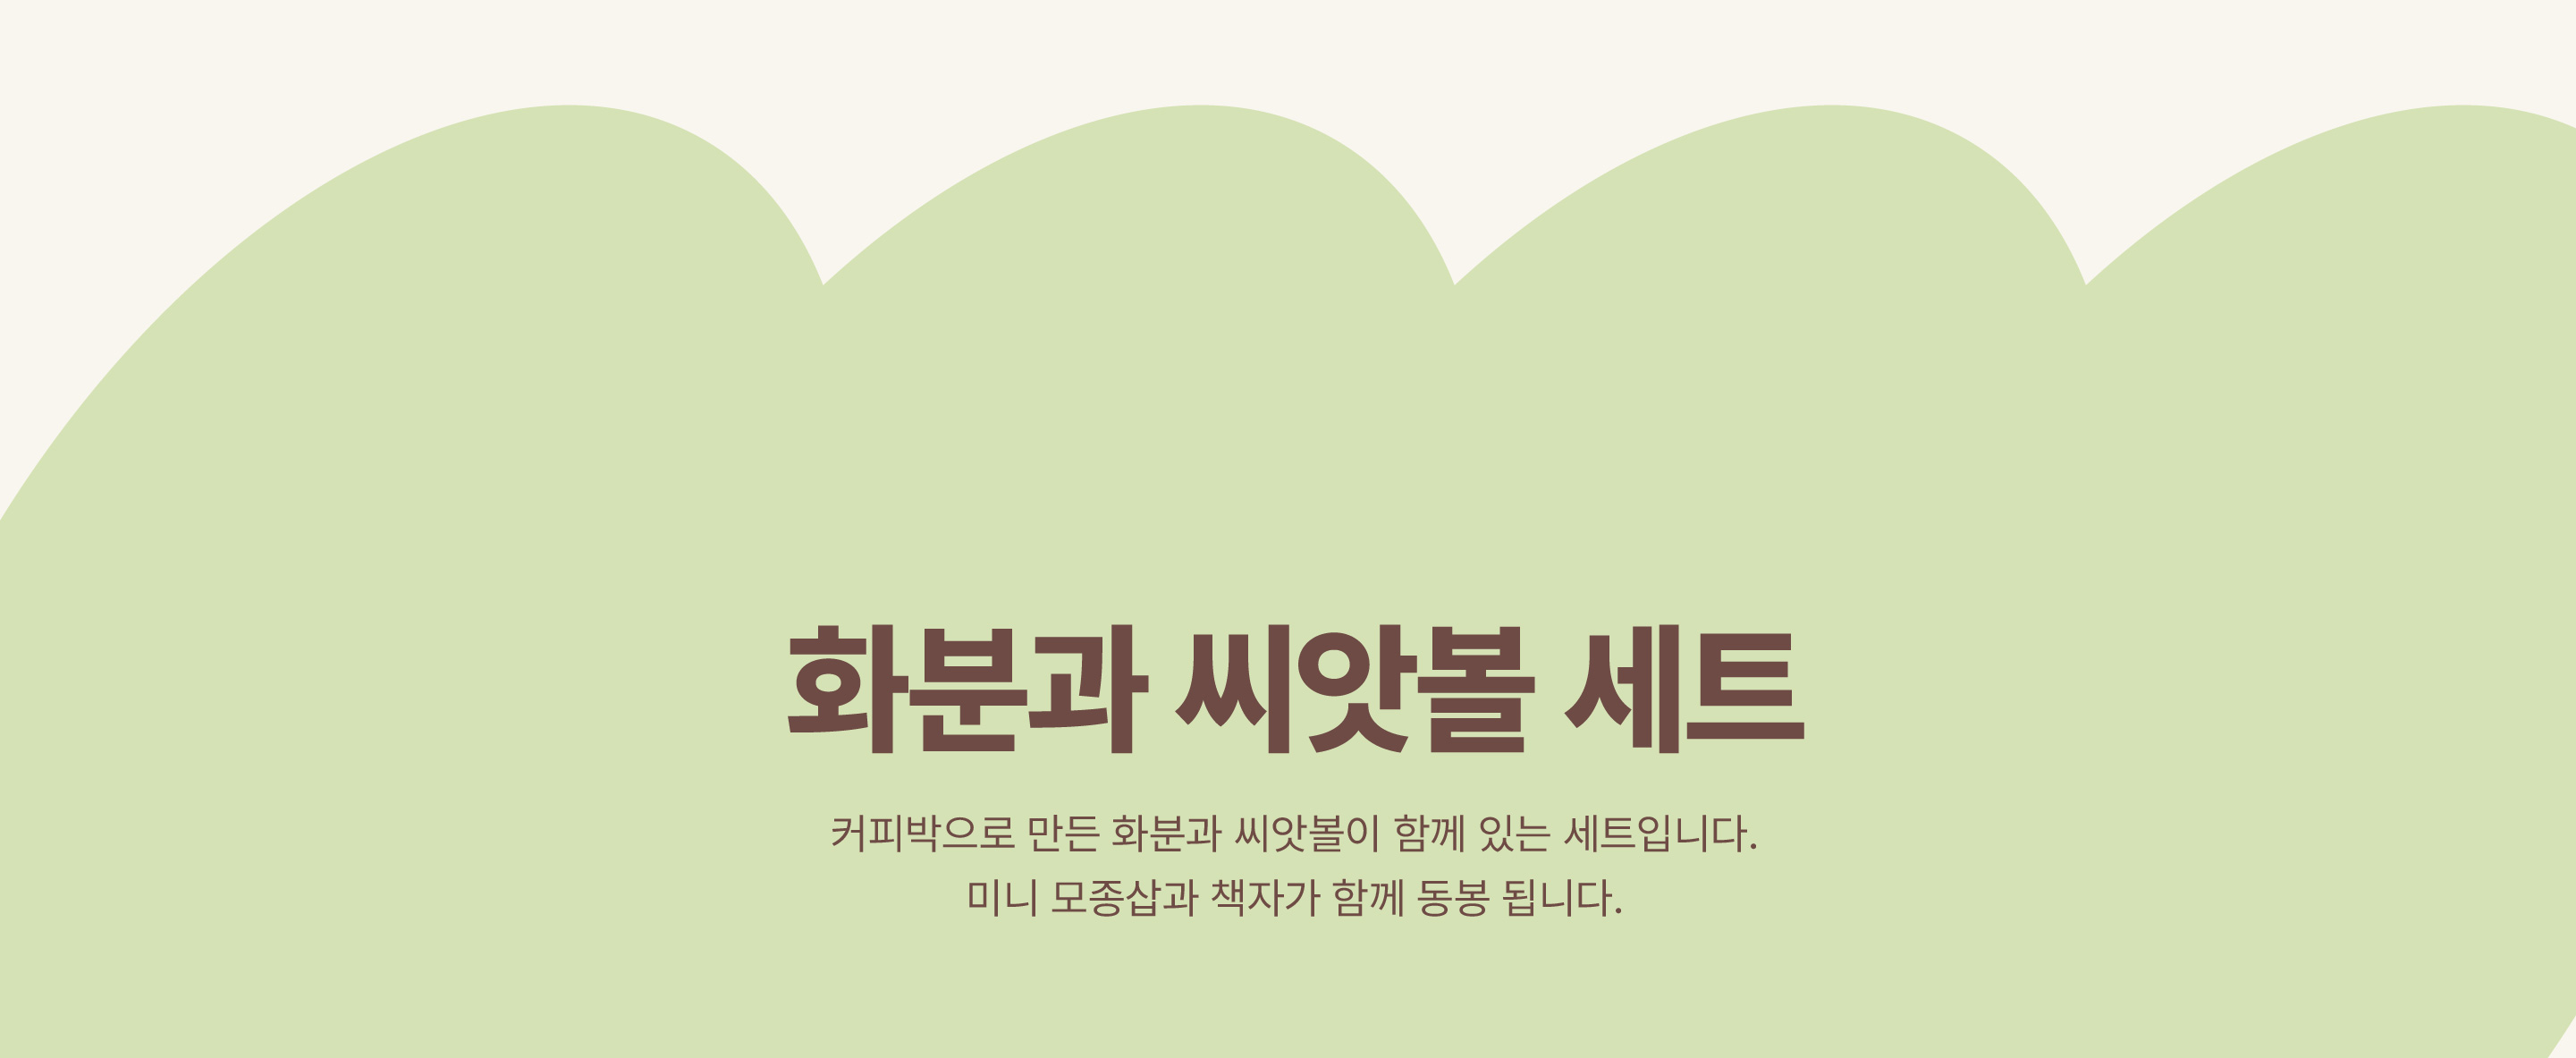 화분과 씨앗볼 세트
커피박으로 만든 화분과 씨앗볼이 함께 있는 세트입니다.
미니 모종삽과 책자가 함께 동봉 됩니다.